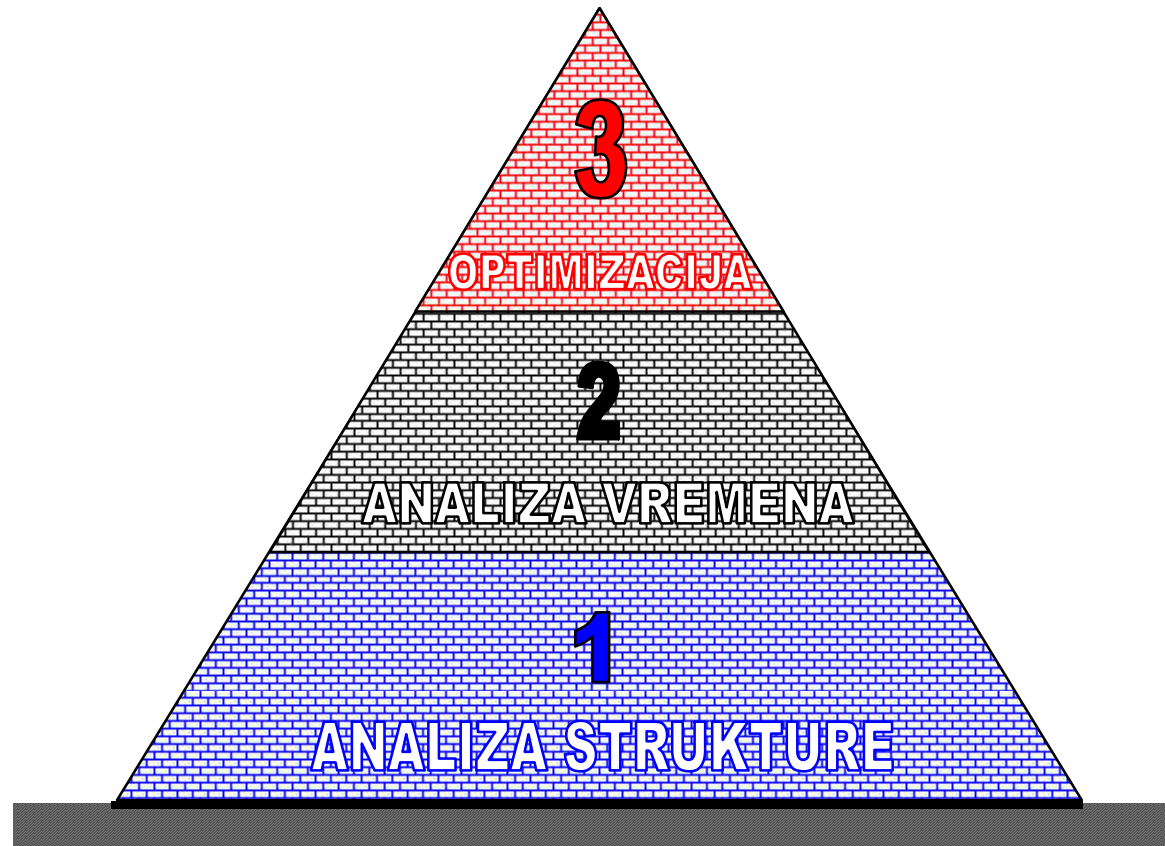 3
OPTIMIZACIJA
2
ANALIZA VREMENA
1
ANALIZA STRUKTURE